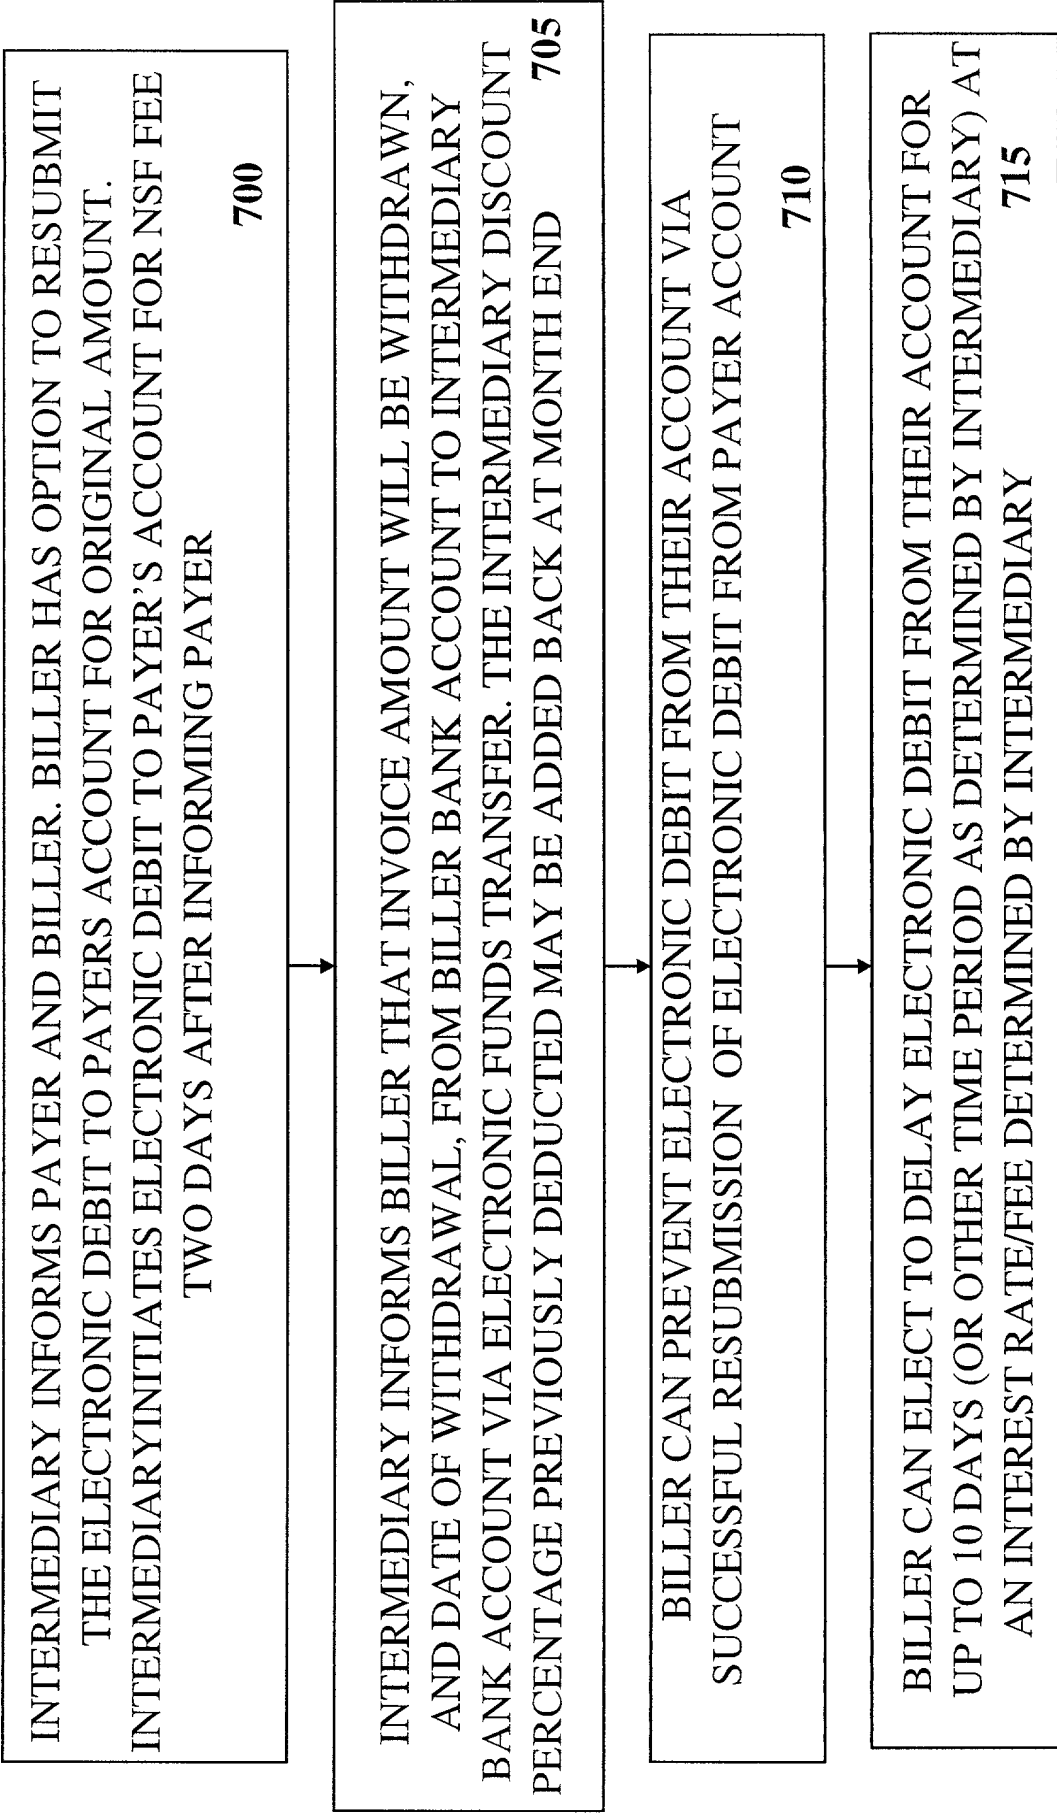 INTERMEDIARY INFORMS PAYER AND BILLER. BILLER HAS OPTION TO RESUBMIT
THE ELECTRONIC DEBIT TO PAYERS ACCOUNT FOR ORIGINAL AMOUNT.
INTERMEDIARYINITIATES ELECTRONIC DEBIT TO PAYER'S ACCOUNT FOR NSF FEE
TWO DAYS AFTER INFORMING PAYER
700
INTERMEDIARY INFORMS BILLER THAT INVOICE AMOUNT WILL BE WITHDRAWN,
AND DATE OF WITHDRAWAL, FROM BILLER BANK ACCOUNT TO INTERMEDIARY
BANK ACCOUNT VIA ELECTRONIC FUNDS TRANSFER. THE INTERMEDIARY DISCOUNT
PERCENTAGE PREVIOUSLY DEDUCTED MAY BE ADDED BACK AT MONTH END 705
BILLER CAN PREVENT ELECTRONIC DEBIT FROM THEIR ACCOUNT VIA
SUCCESSFUL RESUBMISSION OF ELECTRONIC DEBIT FROM PAYER ACCOUNT
710
BILLER CAN ELECT TO DELAY ELECTRONIC DEBIT FROM THEIR ACCOUNT FOR
UP TO 10 DAYS (OR OTHER TIME PERIOD AS DETERMINED BY INTERMEDIARY) AT
AN INTEREST RATE/FEE DETERMINED BY INTERMEDIARY 715